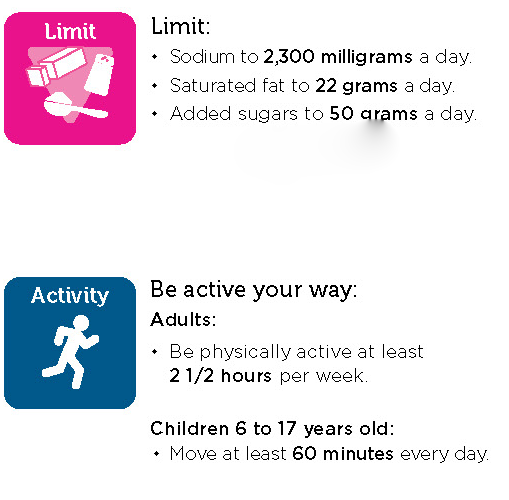 Limit
Limit:
• Sodium to 2,300 milligrams a day.
• Saturated fat to 22 grams a day.
• Added sugars to 50 grams a day.
Activity
Be active your way:
Adults:
• Be physically active at least
2 1/2 hours per week.
Children 6 to 17 years old:
• Move at least 60 minutes every day.